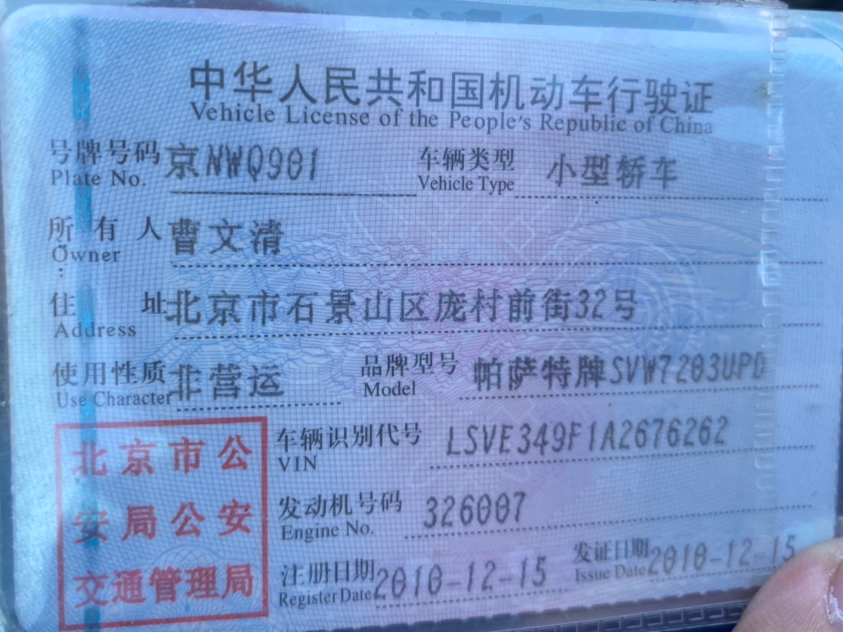 中华人民共和国机动车行驶证
Vehicle License of the People's Republic of China
号牌号码 京NWQ901 车辆类型 小型轿车
Plate No. Vehicle Type
所有人 曹文清
Owner
住址 北京市石景山区庞村前街32号
Address
使用性质 非营运 品牌型号 帕萨特牌SVW7203UPD
Use Character Model
北京市公安局公安交通管理局
车辆识别代号 LSVE349F1A2676262
VIN
发动机号码 326007
Engine No.
注册日期 2010-12-15 发证日期 2010-12-15
Register Date Issue Date